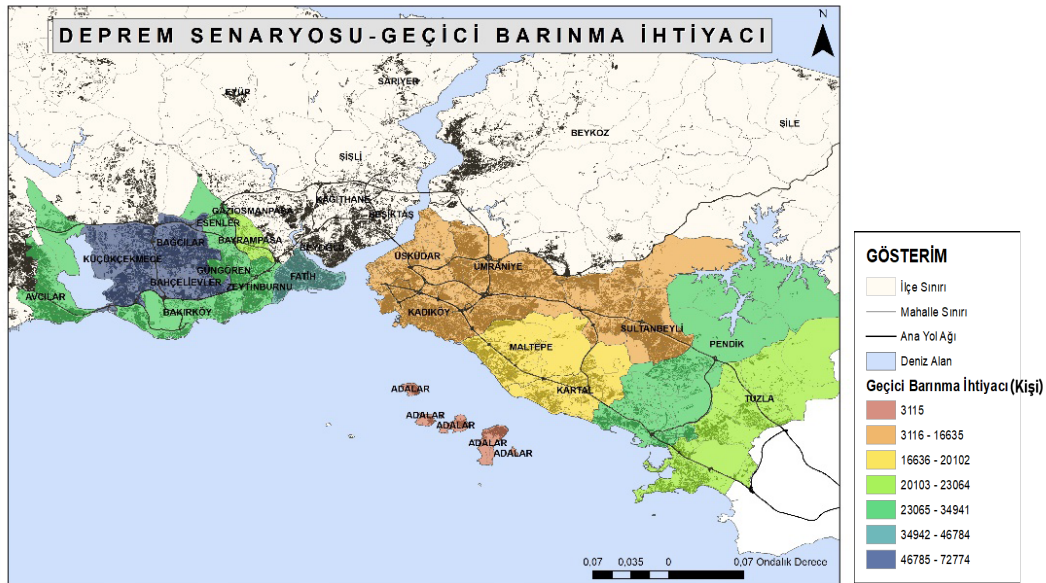 DEPREM SENARYOSU-GEÇİCİ BARINMA İHTİYACI
N
SARIYER
EYÜP
ŞİLE
BEYKOZ
ŞİŞLİ
KAĞITHANE
GAZİOSMANPAŞA
BEŞİKTAŞ
ESENLER
BAYRAMPAŞA
BEYOĞLU
BAĞCILAR
KÜÇÜKÇEKMECE
ÜSKÜDAR
ÜMRANİYE
GÜNGÖREN
FATİH
BAHÇELİEVLER
ZEYTİNBURNU
AVCILAR
BAKIRKÖY
KADIKÖY
SULTANBEYLİ
MALTEPE
PENDİK
KARTAL
TUZLA
ADALAR
ADALAR
ADALAR
ADALAR
ADALAR
0,07 0,035 0 0,07 Ondalık Derece
GÖSTERİM
İlçe Sınırı
Mahalle Sınırı
Ana Yol Ağı
Deniz Alan
Geçici Barınma İhtiyacı(Kişi)
3115
3116 - 16635
16636 - 20102
20103 - 23064
23065 - 34941
34942 - 46784
46785 - 72774